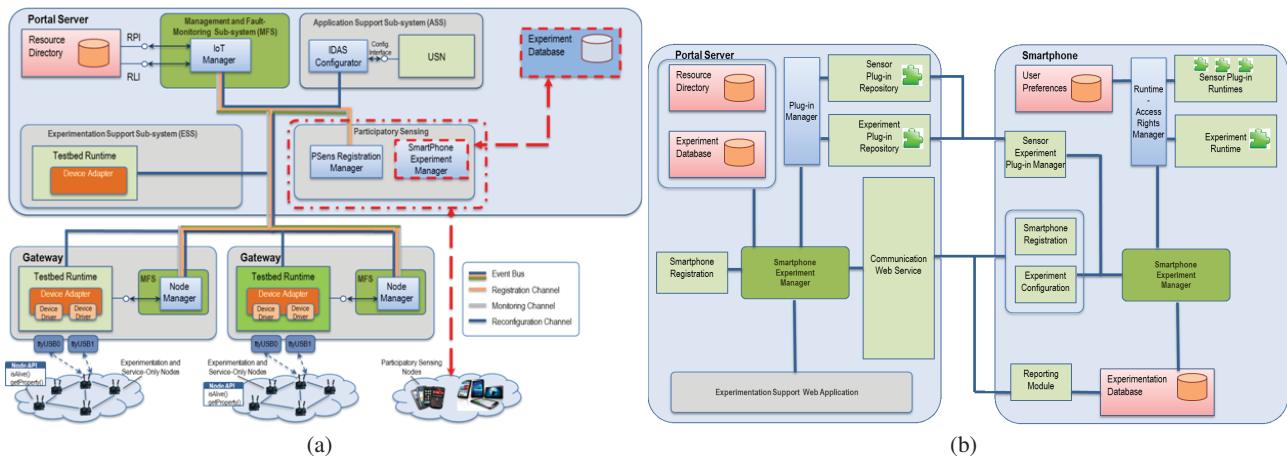 Portal Server
Resource
Directory
RPI
RLI
Management and Fault-
Monitoring Sub-system (MFS)
IoT
Manager
Application Support Sub-system (ASS)
IDAS
Configurator
Config.
Interface
USN
Experiment
Database
Experimentation Support Sub-system (ESS)
Testbed Runtime
Device Adapter
Participatory Sensing
PSens Registration
Manager
SmartPhone
Experiment
Manager
Gateway
Testbed Runtime
Device Adapter
Device
Driver
Device
Driver
MFS
Node
Manager
ttyUSB0
ttyUSB1
Gateway
Testbed Runtime
Device Adapter
Device
Driver
Device
Driver
MFS
Node
Manager
ttyUSB0
ttyUSB1
Event Bus
Registration Channel
Monitoring Channel
Reconfiguration Channel
Node API
isAlive()
getProperty()
Experimentation and
Service-Only Nodes
Experimentation and
Service-Only Nodes
Node API
isAlive()
getProperty()
Participatory Sensing
Nodes
(a)
Portal Server
Resource
Directory
Experiment
Database
Plug-in
Manager
Sensor
Plug-in
Repository
Experiment
Plug-in
Repository
Smartphone
Registration
Smartphone
Experiment
Manager
Communication
Web Service
Experimentation Support Web Application
Smartphone
User
Preferences
Runtime
-
Access
Rights
Manager
Sensor Plug-in
Runtimes
Experiment
Runtime
Sensor
Experiment
Plug-in Manager
Smartphone
Registration
Experiment
Configuration
Smartphone
Experiment
Manager
Reporting
Module
Experimentation
Database
(b)